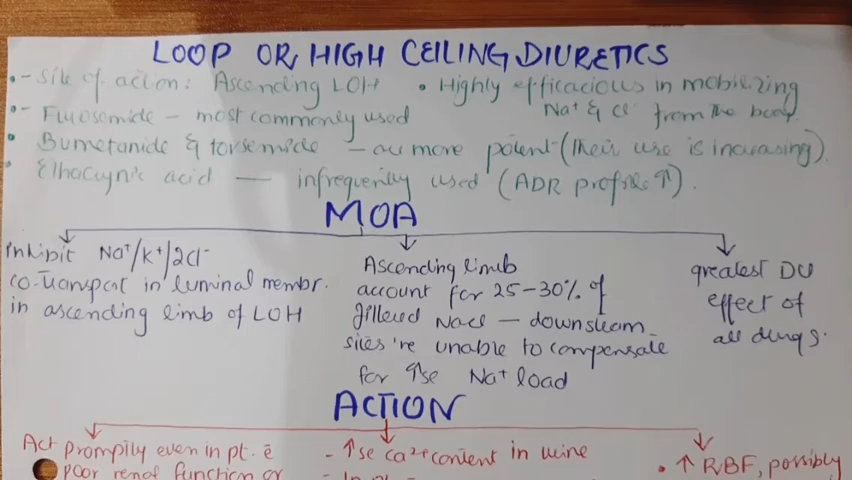 LOOP OR HIGH CEILING DIURETICS
- Site of action: Ascending LOH • Highly efficacious in mobilizing Na+ & Cl- from the body.
- Fluosemide - most commonly used
Bumetanide & torsemide - are more potent (their use is increasing).
Ethacynic acid - infrequently used (ADR profile ↑).
MOA
Inhibit Na+/K+/2Cl-
co-transport in luminal membr.
in ascending limb of LOH
Ascending limb
account for 25-30% of
filtered NaCl - downstream
sites're unable to compensate
for ↑se Na+ load
greatest DU
effect of
all drugs.
ACTION
Act promptly even in pt. ē
poor renal function or
- ↑se Ca2+ content in urine
- In
• ↑ RBF, possibly